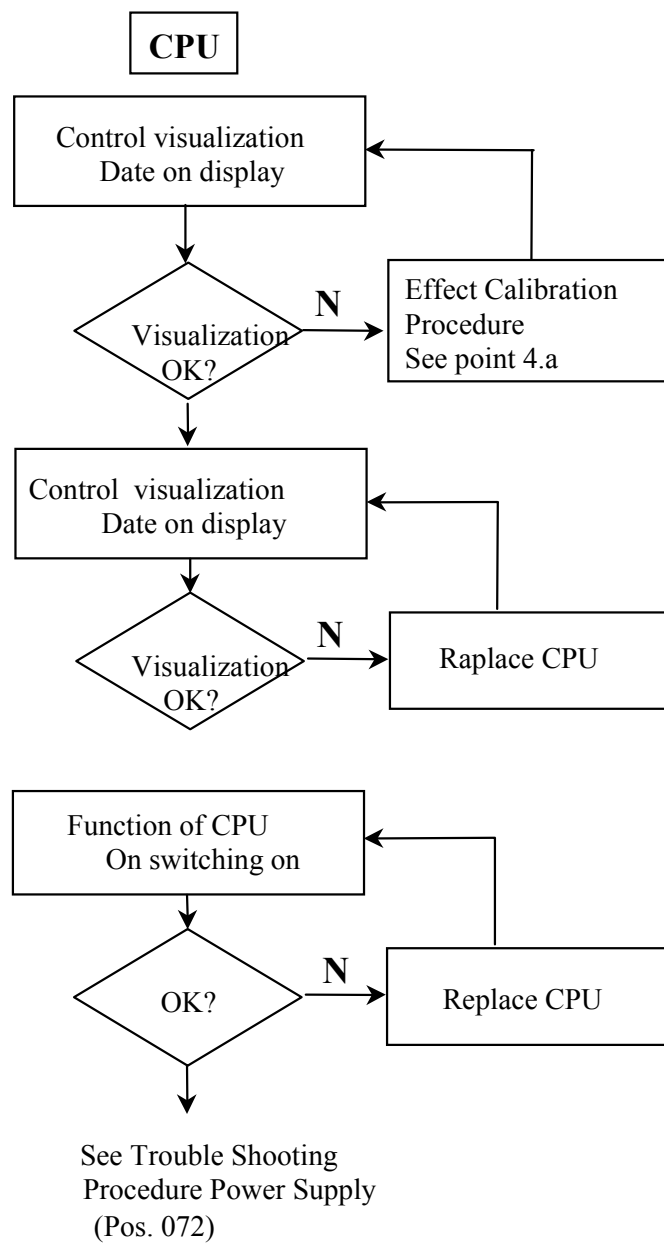 CPU
Control visualization
Date on display
N
Effect Calibration
Procedure
See point 4.a
Visualization
OK?
Control visualization
Date on display
N
Visualization
OK?
Raplace CPU
Function of CPU
On switching on
N
OK?
Replace CPU
See Trouble Shooting
Procedure Power Supply
(Pos. 072)